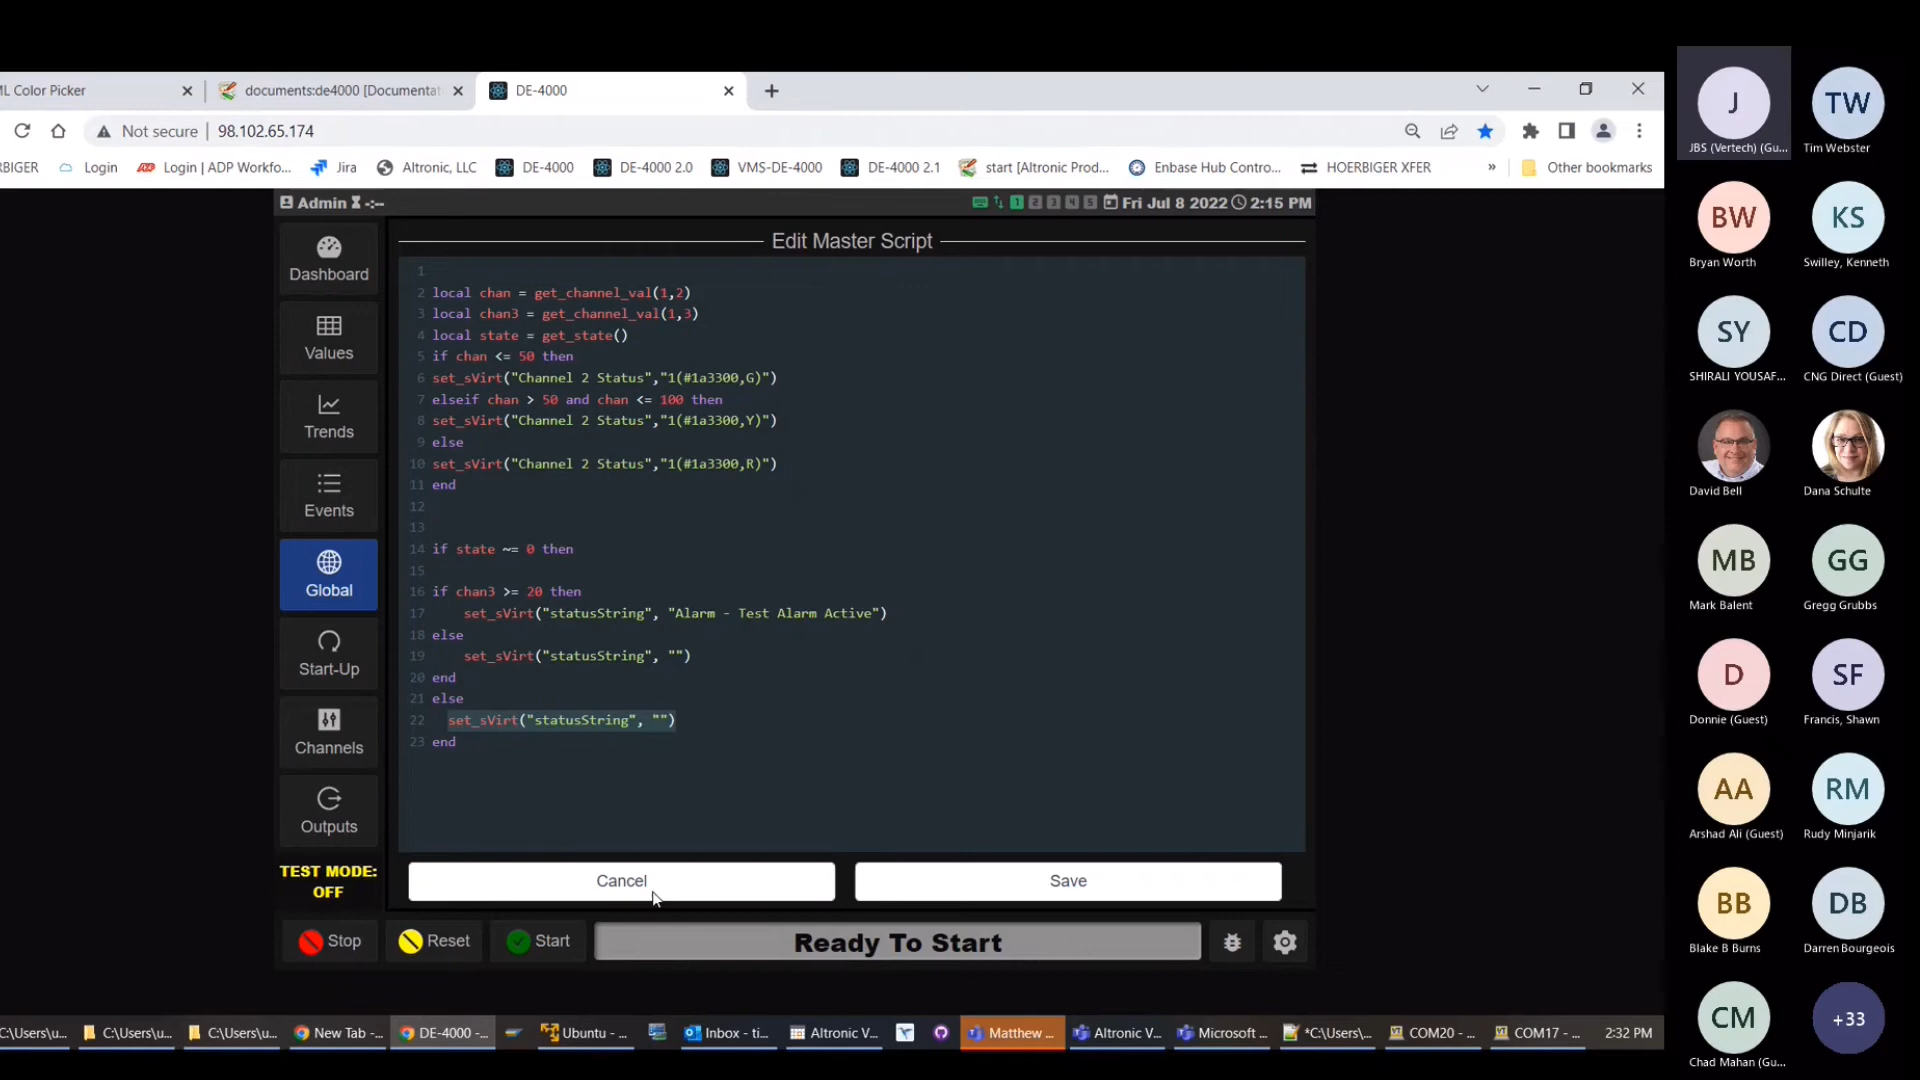 L Color Picker
documents:de4000 [Documentat
DE-4000
Not secure
98.102.65.174
RBIGER
Login
Login | ADP Workfo...
Jira
Altronic, LLC
DE-4000
DE-4000 2.0
VMS-DE-4000
DE-4000 2.1
start [Altronic Prod...
Enbase Hub Contro...
HOERBIGER XFER
»
Other bookmarks
Admin -:--
1 2 3 4 5 Fri Jul 8 2022 2:15 PM
Dashboard
Values
Trends
Events
Global
Start-Up
Channels
Outputs
TEST MODE:
OFF
Edit Master Script
1
2 local chan = get_channel_val(1,2)
3 local chan3 = get_channel_val(1,3)
4 local state = get_state()
5 if chan <= 50 then
6 set_sVirt("Channel 2 Status","1(#1a3300,G)")
7 elseif chan > 50 and chan <= 100 then
8 set_sVirt("Channel 2 Status","1(#1a3300,Y)")
9 else
10 set_sVirt("Channel 2 Status","1(#1a3300,R)")
11 end
12
13
14 if state ~= 0 then
15
16 if chan3 >= 20 then
17 set_sVirt("statusString", "Alarm - Test Alarm Active")
18 else
19 set_sVirt("statusString", "")
20 end
21 else
22 set_sVirt("statusString", "")
23 end
Cancel
Save
Stop
Reset
Start
Ready To Start
C:\Users\u...
C:\Users\u...
C:\Users\u...
New Tab -...
DE-4000 -...
Ubuntu - ...
Inbox - ti...
Altronic V...
Matthew ...
Altronic V...
Microsoft ...
*C:\Users\...
COM20 - ...
COM17 - ...
2:32 PM
J
JBS (Vertech) (Gu...
TW
Tim Webster
BW
Bryan Worth
KS
Swilley, Kenneth
SY
SHIRALI YOUSAF...
CD
CNG Direct (Guest)
David Bell
Dana Schulte
MB
Mark Balent
GG
Gregg Grubbs
D
Donnie (Guest)
SF
Francis, Shawn
AA
Arshad Ali (Guest)
RM
Rudy Minjarik
BB
Blake B Burns
DB
Darren Bourgeois
CM
Chad Mahan (Gu...
+33